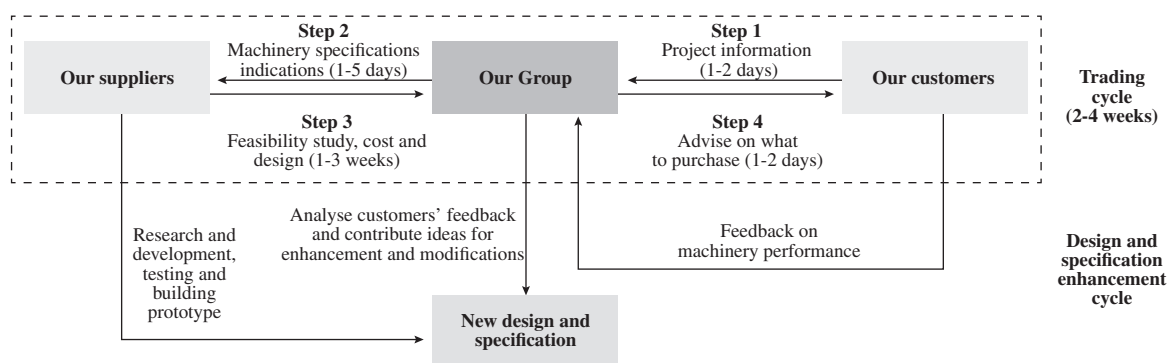 Step 2
Machinery specifications
indications (1-5 days)
Step 1
Project information
(1-2 days)
Our suppliers
Our Group
Our customers
Trading
cycle
(2-4 weeks)
Step 3
Feasibility study, cost and
design (1-3 weeks)
Step 4
Advise on what
to purchase (1-2 days)
Research and
development,
testing and
building
prototype
Analyse customers' feedback
and contribute ideas for
enhancement and modifications
Feedback on
machinery performance
Design and
specification
enhancement
cycle
New design and
specification